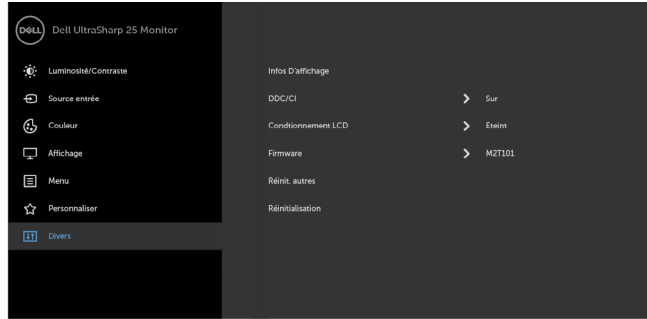 DELL Dell UltraSharp 25 Monitor
Luminosité/Contraste
Source entrée
Couleur
Affichage
Menu
Personnaliser
Divers
Infos D'affichage
DDC/CI Sur
Condtionnement LCD Eteint
Firmware M2T101
Réinit. autres
Réinitialisation